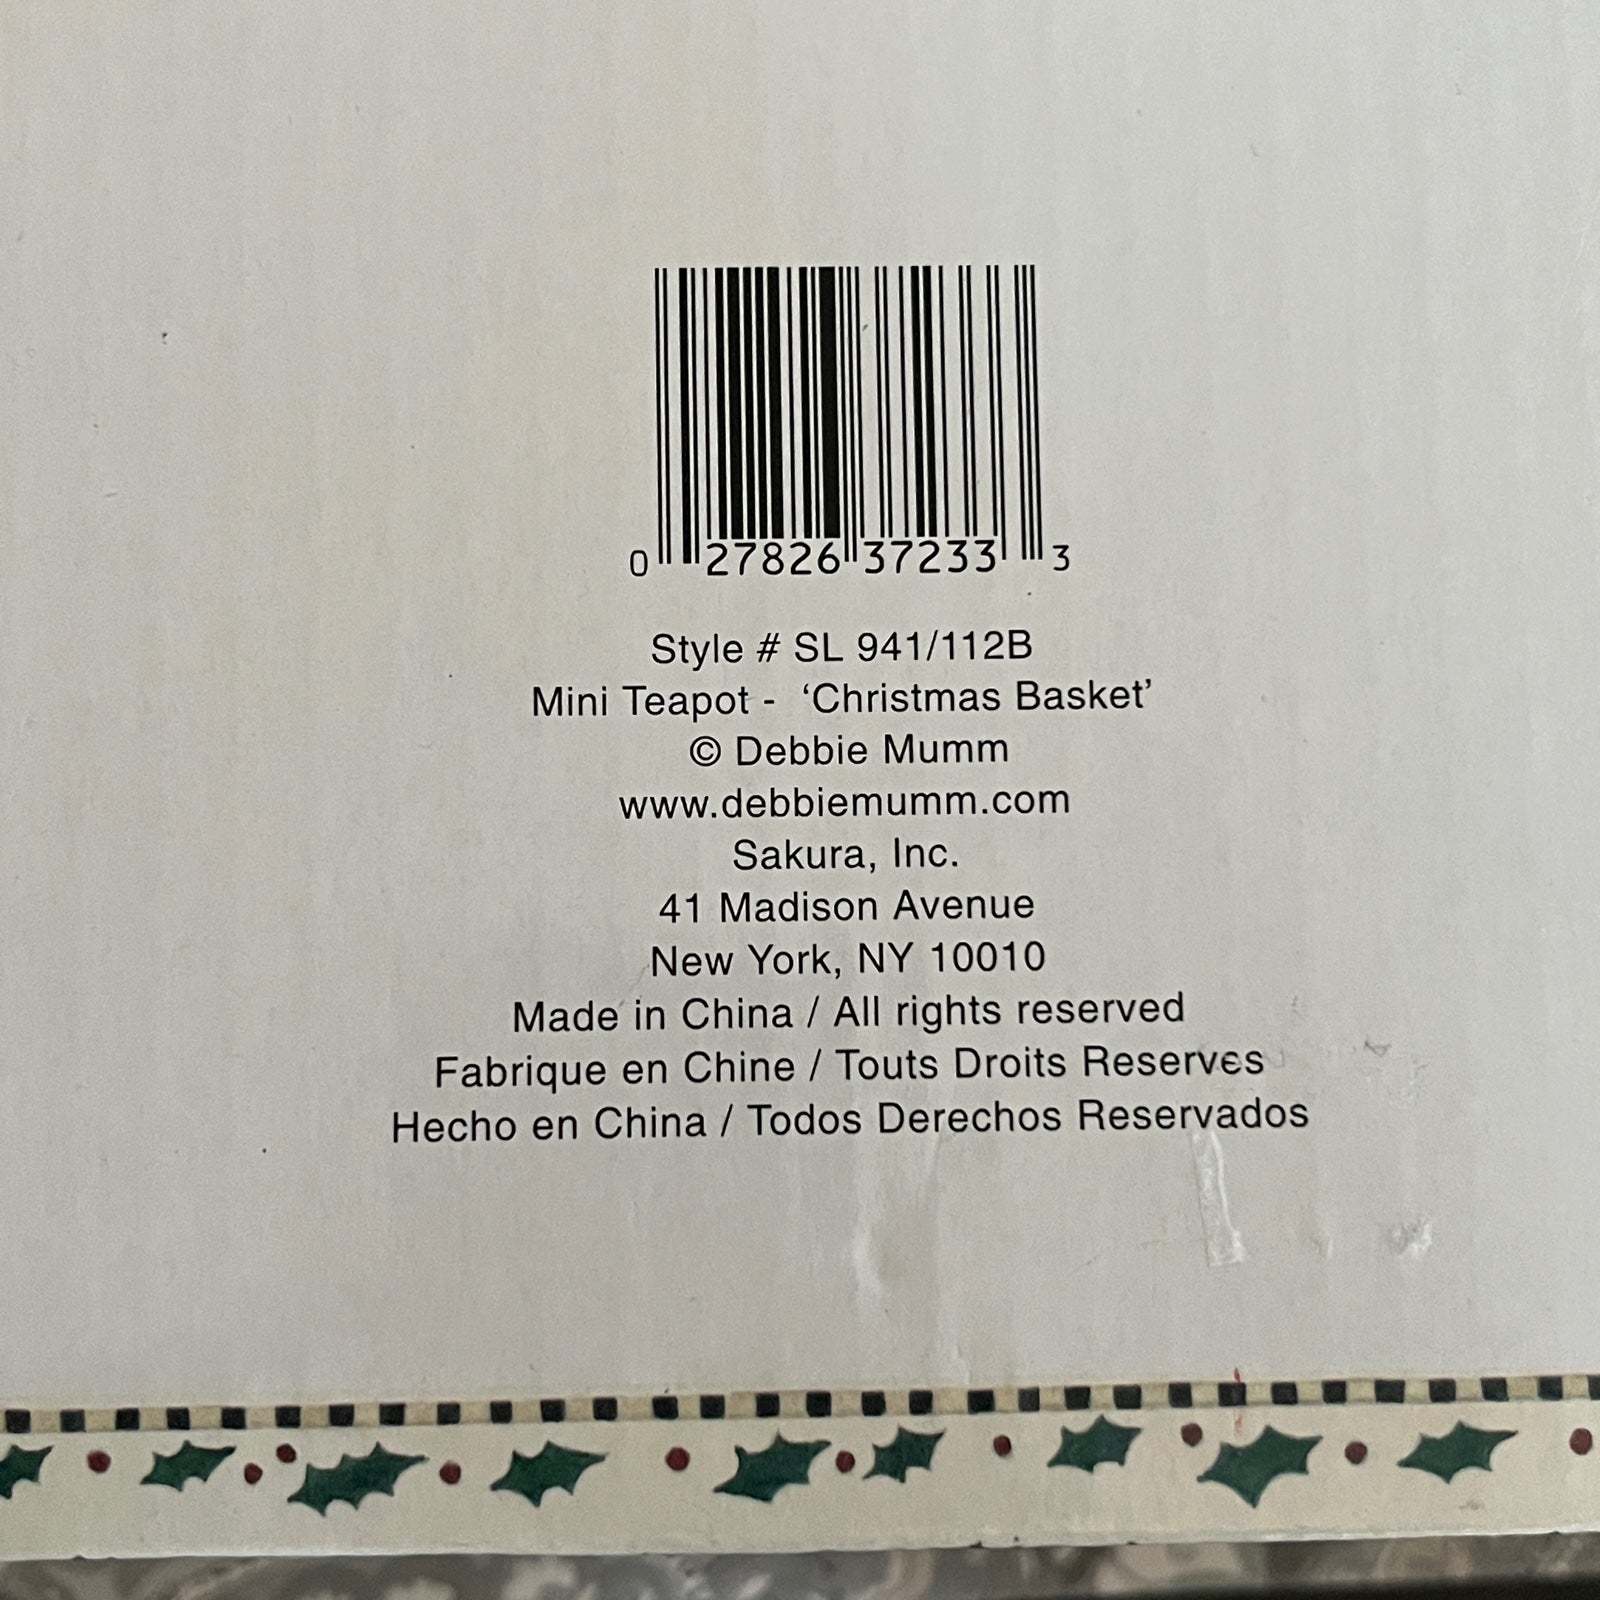 0 27826 37233 3
Style # SL 941/112B
Mini Teapot - ‘Christmas Basket’
© Debbie Mumm
www.debbiemumm.com
Sakura, Inc.
41 Madison Avenue
New York, NY 10010
Made in China / All rights reserved
Fabrique en Chine / Touts Droits Reserves
Hecho en China / Todos Derechos Reservados